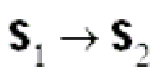 S₁ → S₂